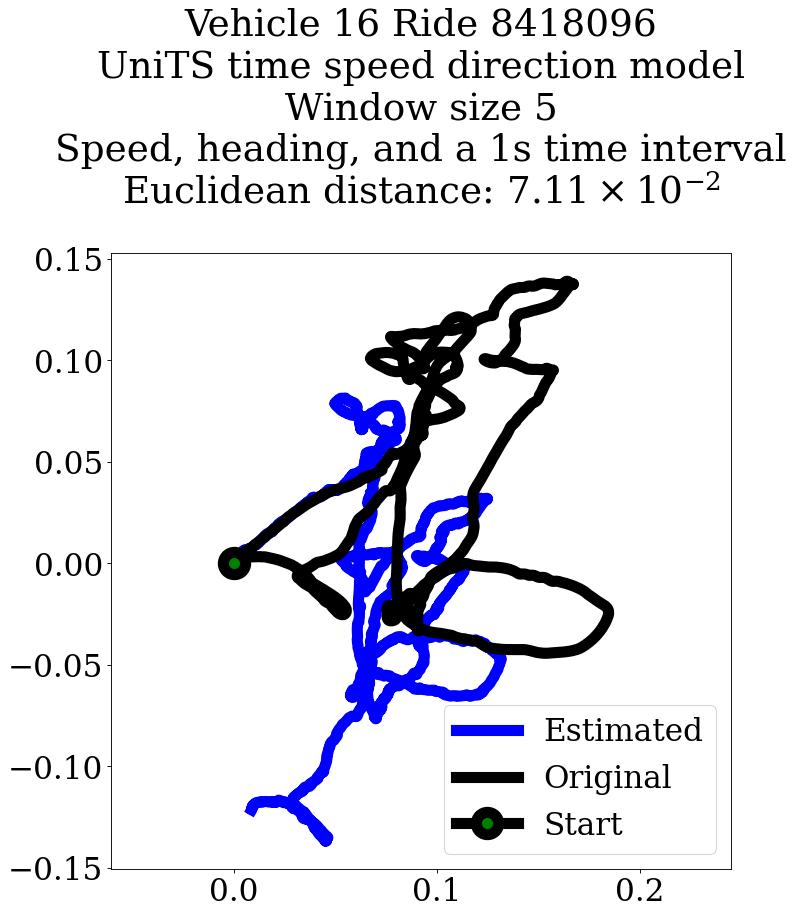 Vehicle 16 Ride 8418096
UniTS time speed direction model
Window size 5
Speed, heading, and a 1s time interval
Euclidean distance: 7.11 × 10⁻²
0.15
0.10
0.05
0.00
−0.05
−0.10
−0.15
0.0 0.1 0.2
Estimated
Original
Start